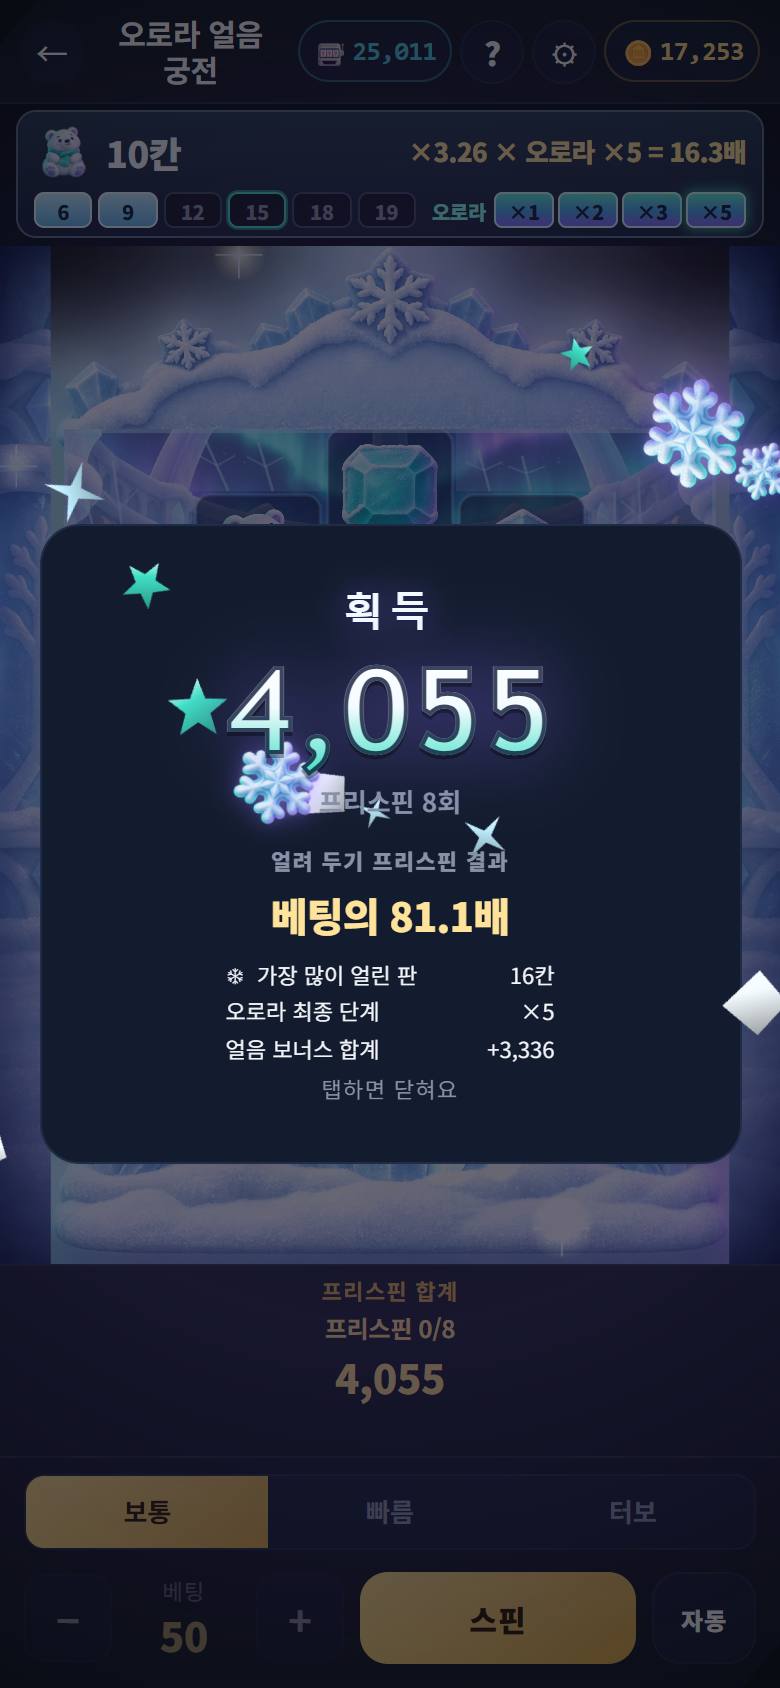 오로라 얼음
궁전
25,011
?
17,253
10칸
×3.26 × 오로라 ×5 = 16.3배
6 9 12 15 18 19 오로라 ×1 ×2 ×3 ×5
획득
4,055
프리스핀 8회
얼려 두기 프리스핀 결과
베팅의 81.1배
가장 많이 얼린 판 16칸
오로라 최종 단계 ×5
얼음 보너스 합계 +3,336
탭하면 닫혀요
프리스핀 합계
프리스핀 0/8
4,055
보통 빠름 터보
베팅
− 50 + 스핀 자동